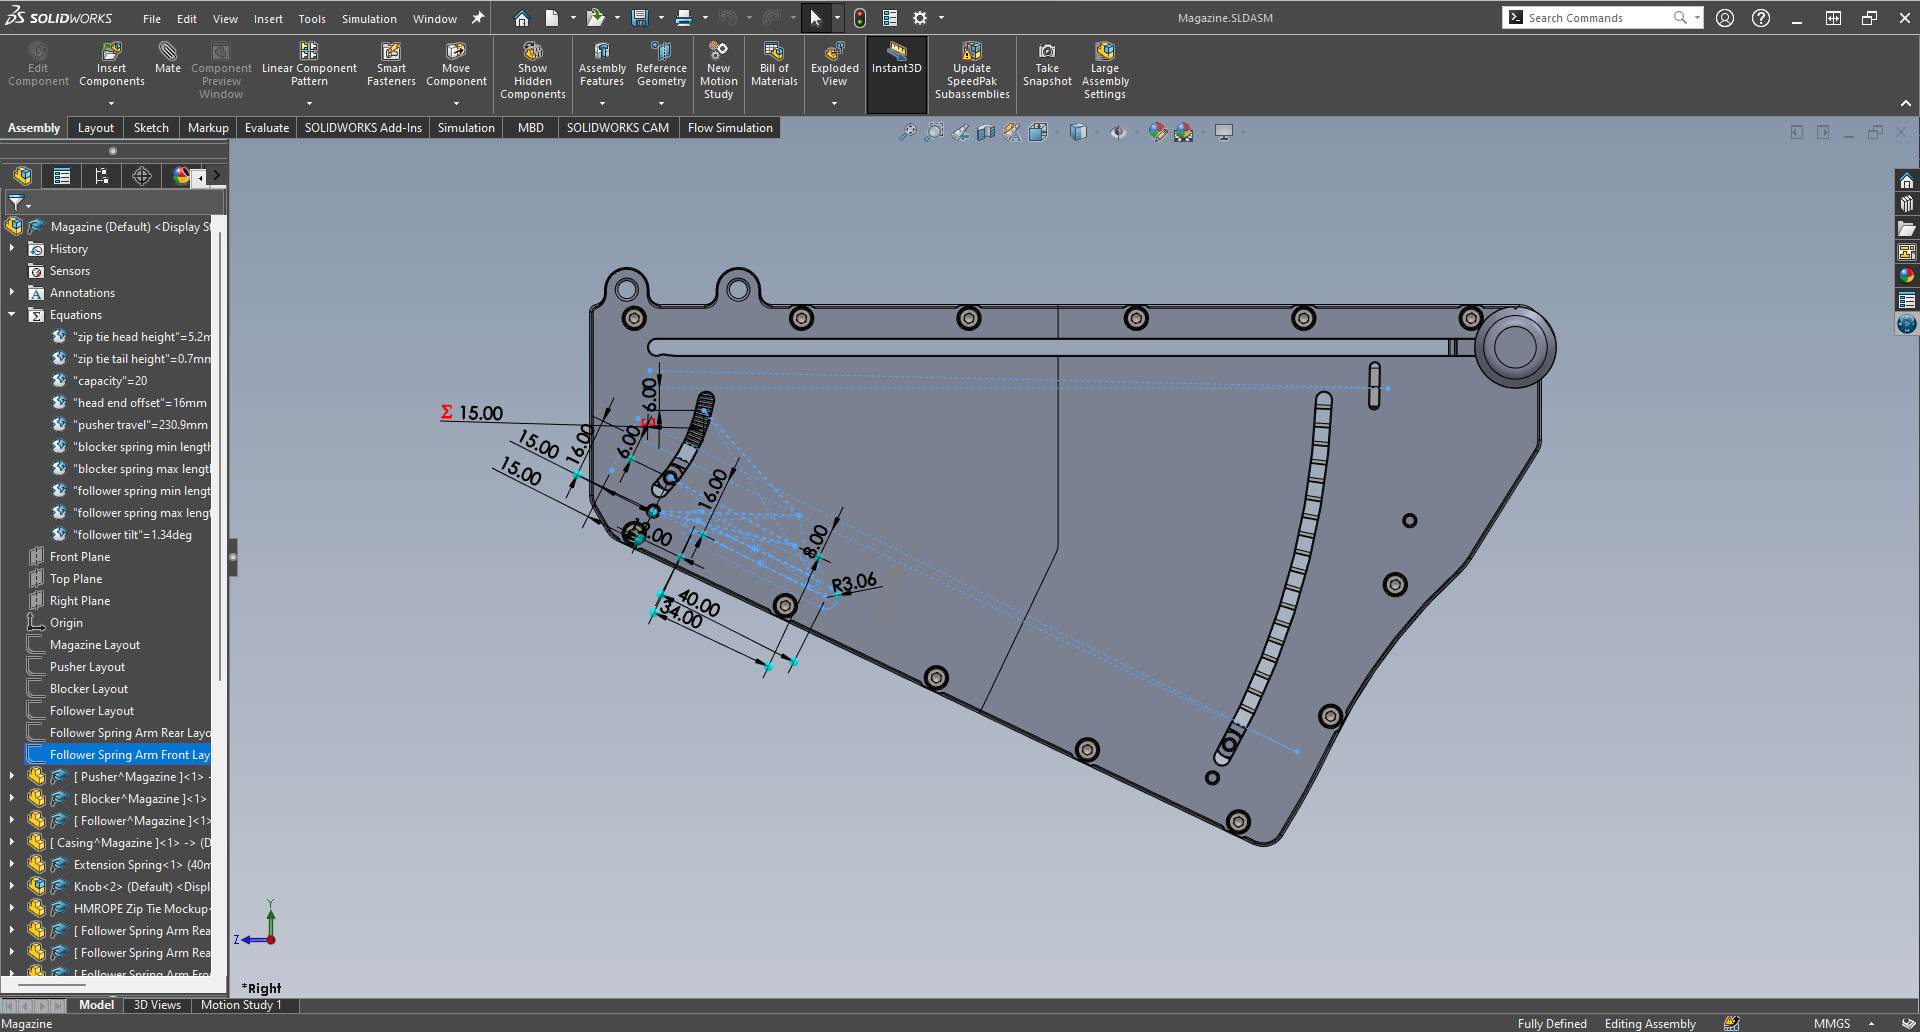 SOLIDWORKS File Edit View Insert Tools Simulation Window Magazine.SLDASM Search Commands
Edit Component
Insert Components
Mate
Component Preview Window
Linear Component Pattern
Smart Fasteners
Move Component
Show Hidden Components
Assembly Features
Reference Geometry
New Motion Study
Bill of Materials
Exploded View
Instant3D
Update SpeedPak Subassemblies
Take Snapshot
Large Assembly Settings
Assembly Layout Sketch Markup Evaluate SOLIDWORKS Add-Ins Simulation MBD SOLIDWORKS CAM Flow Simulation
Magazine (Default) <Display St
History
Sensors
Annotations
Equations
"zip tie head height"=5.2m
"zip tie tail height"=0.7mm
"capacity"=20
"head end offset"=16mm
"pusher travel"=230.9mm
"blocker spring min length
"blocker spring max lengtl
"follower spring min lengt
"follower spring max leng
"follower tilt"=1.34deg
Front Plane
Top Plane
Right Plane
Origin
Magazine Layout
Pusher Layout
Blocker Layout
Follower Layout
Follower Spring Arm Rear Layo
Follower Spring Arm Front Lay
[ Pusher^Magazine ]<1> -
[ Blocker^Magazine ]<1>
[ Follower^Magazine ]<1>
[ Casing^Magazine ]<1> -> (D
Extension Spring<1> (40m
Knob<2> (Default) <Displ
HMROPE Zip Tie Mockup
[ Follower Spring Arm Rea
[ Follower Spring Arm Rea
[ Follower Spring Arm Fro
Σ 15.00
6.00
15.00
16.00
6.00
15.00
16.00
8.00
R3.06
40.00
34.00
Y
Z
*Right
Model 3D Views Motion Study 1
Magazine Fully Defined Editing Assembly MMGS